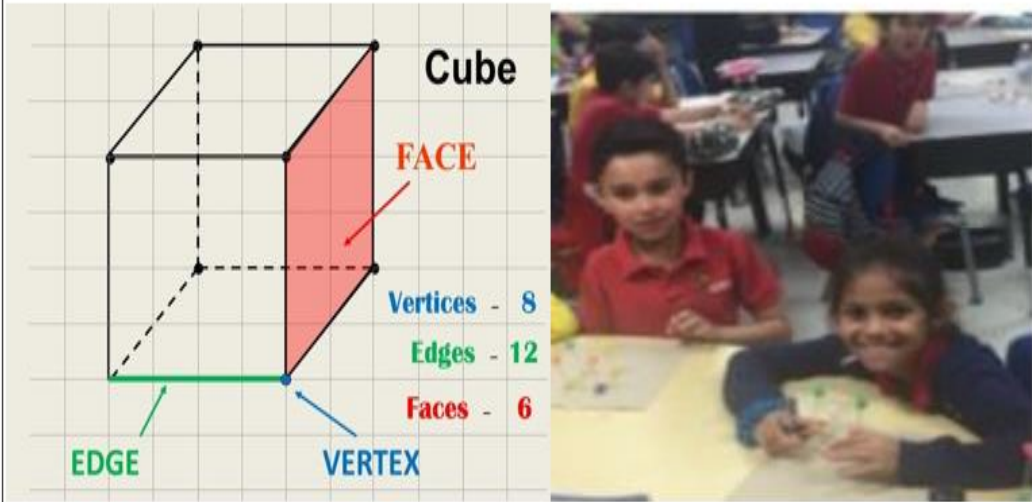 Cube
FACE
Vertices - 8
Edges - 12
Faces - 6
EDGE
VERTEX